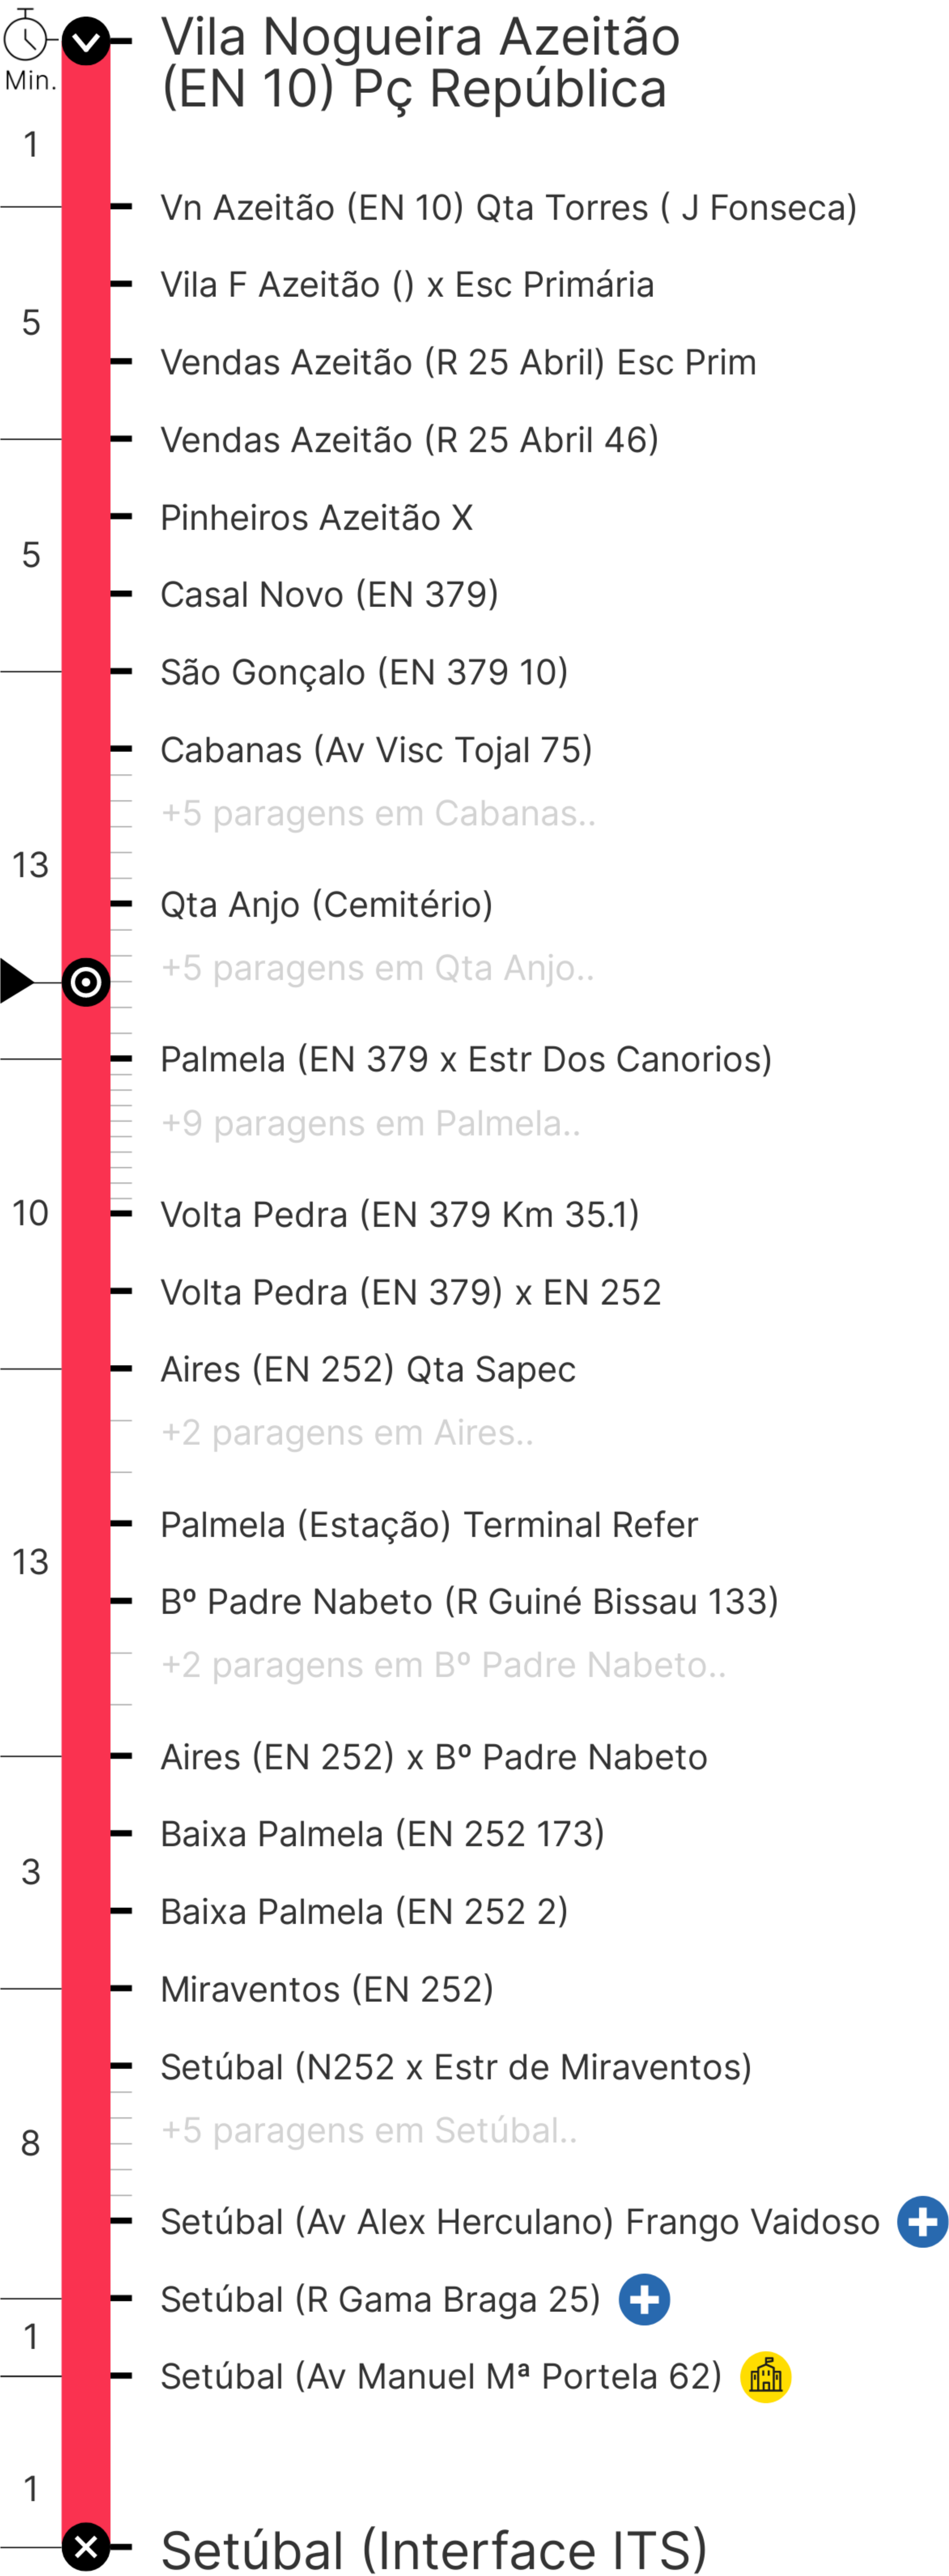 Vila Nogueira Azeitão
(EN 10) Pç República
Min.
1
Vn Azeitão (EN 10) Qta Torres ( J Fonseca)
Vila F Azeitão () x Esc Primária
5
Vendas Azeitão (R 25 Abril) Esc Prim
Vendas Azeitão (R 25 Abril 46)
Pinheiros Azeitão X
5
Casal Novo (EN 379)
São Gonçalo (EN 379 10)
Cabanas (Av Visc Tojal 75)
+5 paragens em Cabanas..
13
Qta Anjo (Cemitério)
+5 paragens em Qta Anjo..
Palmela (EN 379 x Estr Dos Canorios)
+9 paragens em Palmela..
10
Volta Pedra (EN 379 Km 35.1)
Volta Pedra (EN 379) x EN 252
Aires (EN 252) Qta Sapec
+2 paragens em Aires..
Palmela (Estação) Terminal Refer
13
Bº Padre Nabeto (R Guiné Bissau 133)
+2 paragens em Bº Padre Nabeto..
Aires (EN 252) x Bº Padre Nabeto
Baixa Palmela (EN 252 173)
3
Baixa Palmela (EN 252 2)
Miraventos (EN 252)
Setúbal (N252 x Estr de Miraventos)
+5 paragens em Setúbal..
8
Setúbal (Av Alex Herculano) Frango Vaidoso
Setúbal (R Gama Braga 25)
1
Setúbal (Av Manuel Mª Portela 62)
1
Setúbal (Interface ITS)